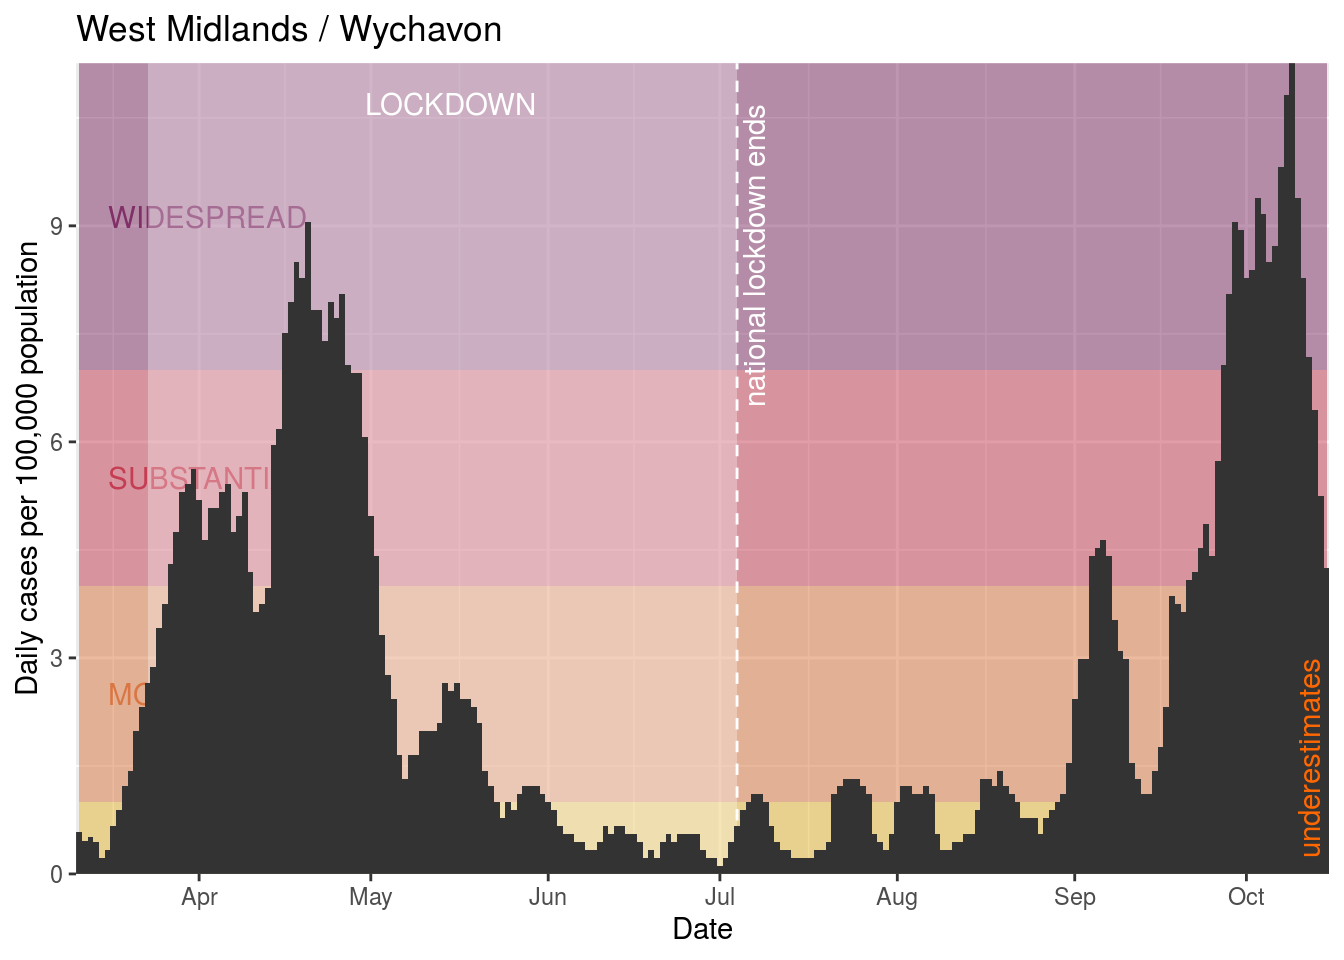 West Midlands / Wychavon
LOCKDOWN
national lockdown ends
WIDESPREAD
SUBSTANTI
MO
underestimates
Daily cases per 100,000 population
9
6
3
0
Apr
May
Jun
Jul
Aug
Sep
Oct
Date